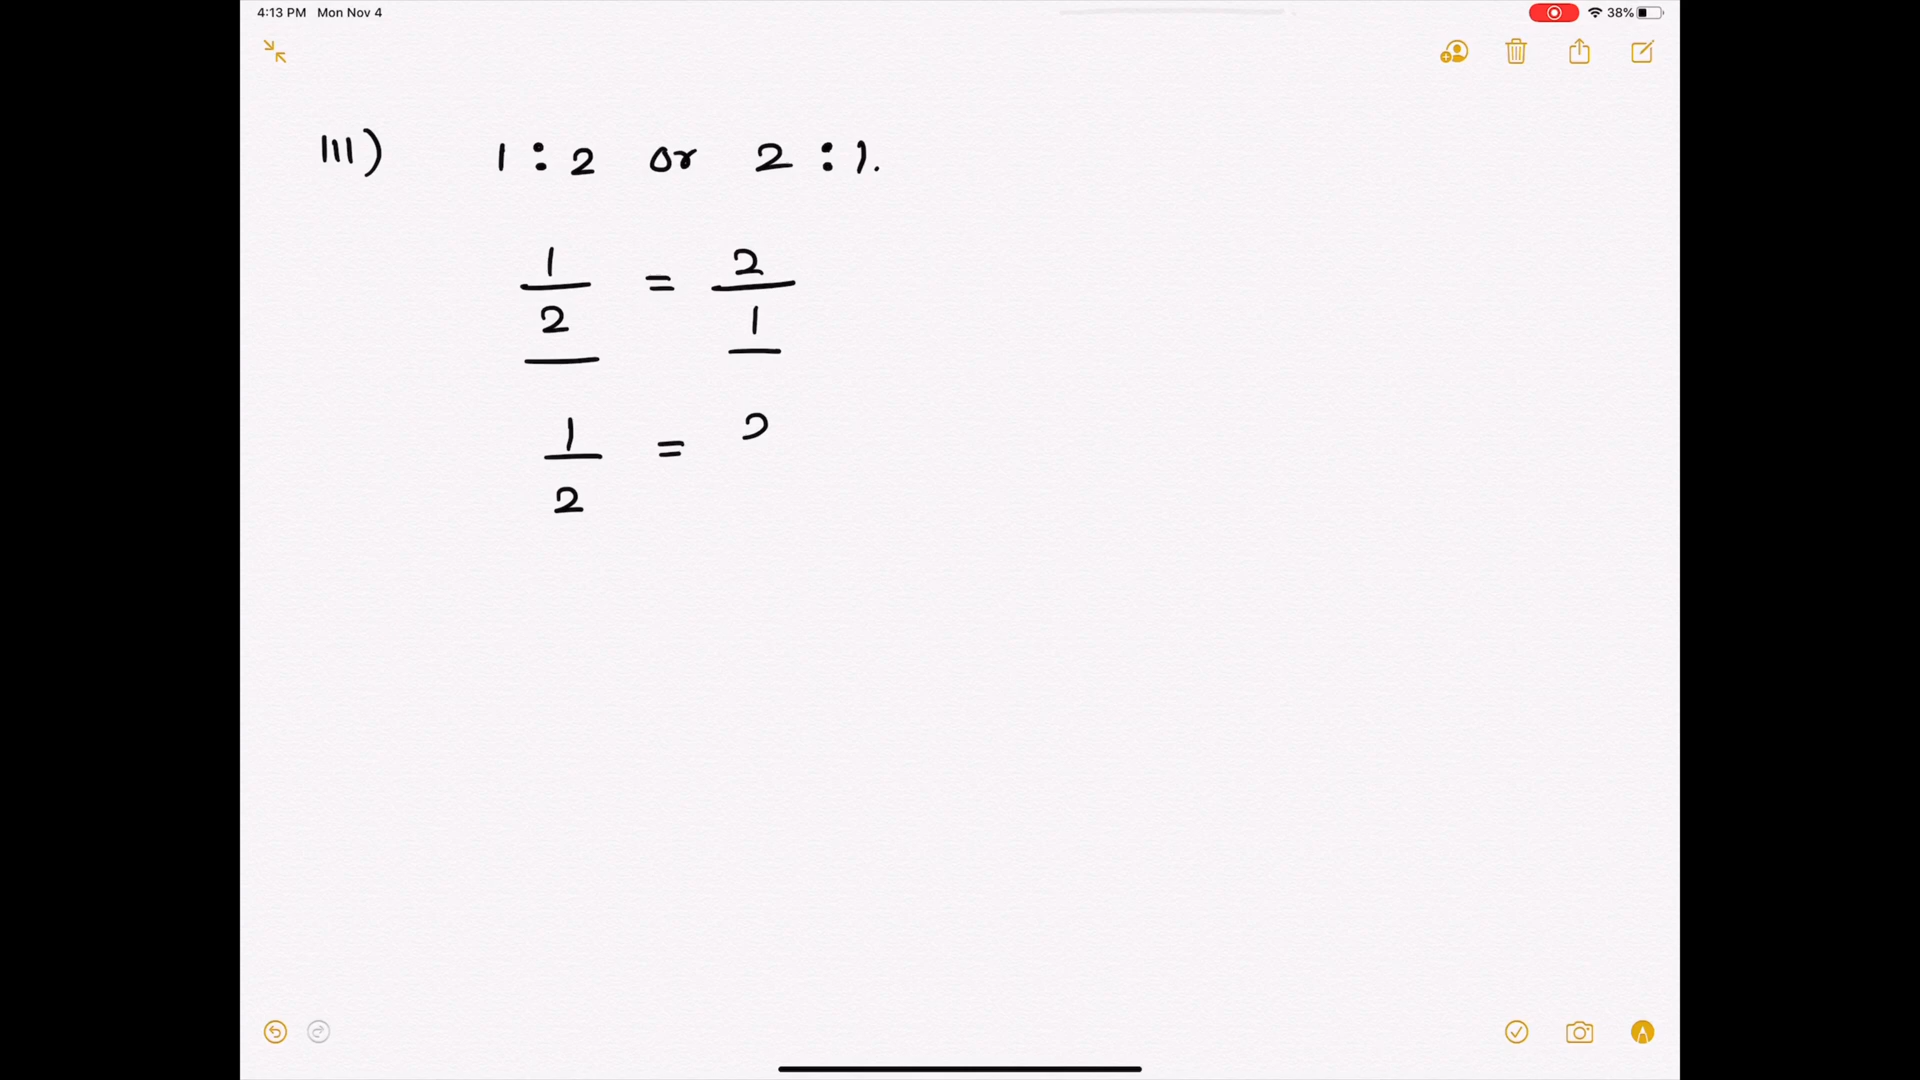 4:13 PM Mon Nov 4 38%
III) 1 : 2 or 2 : 1.
1/2 = 2/1
1/2 = 2